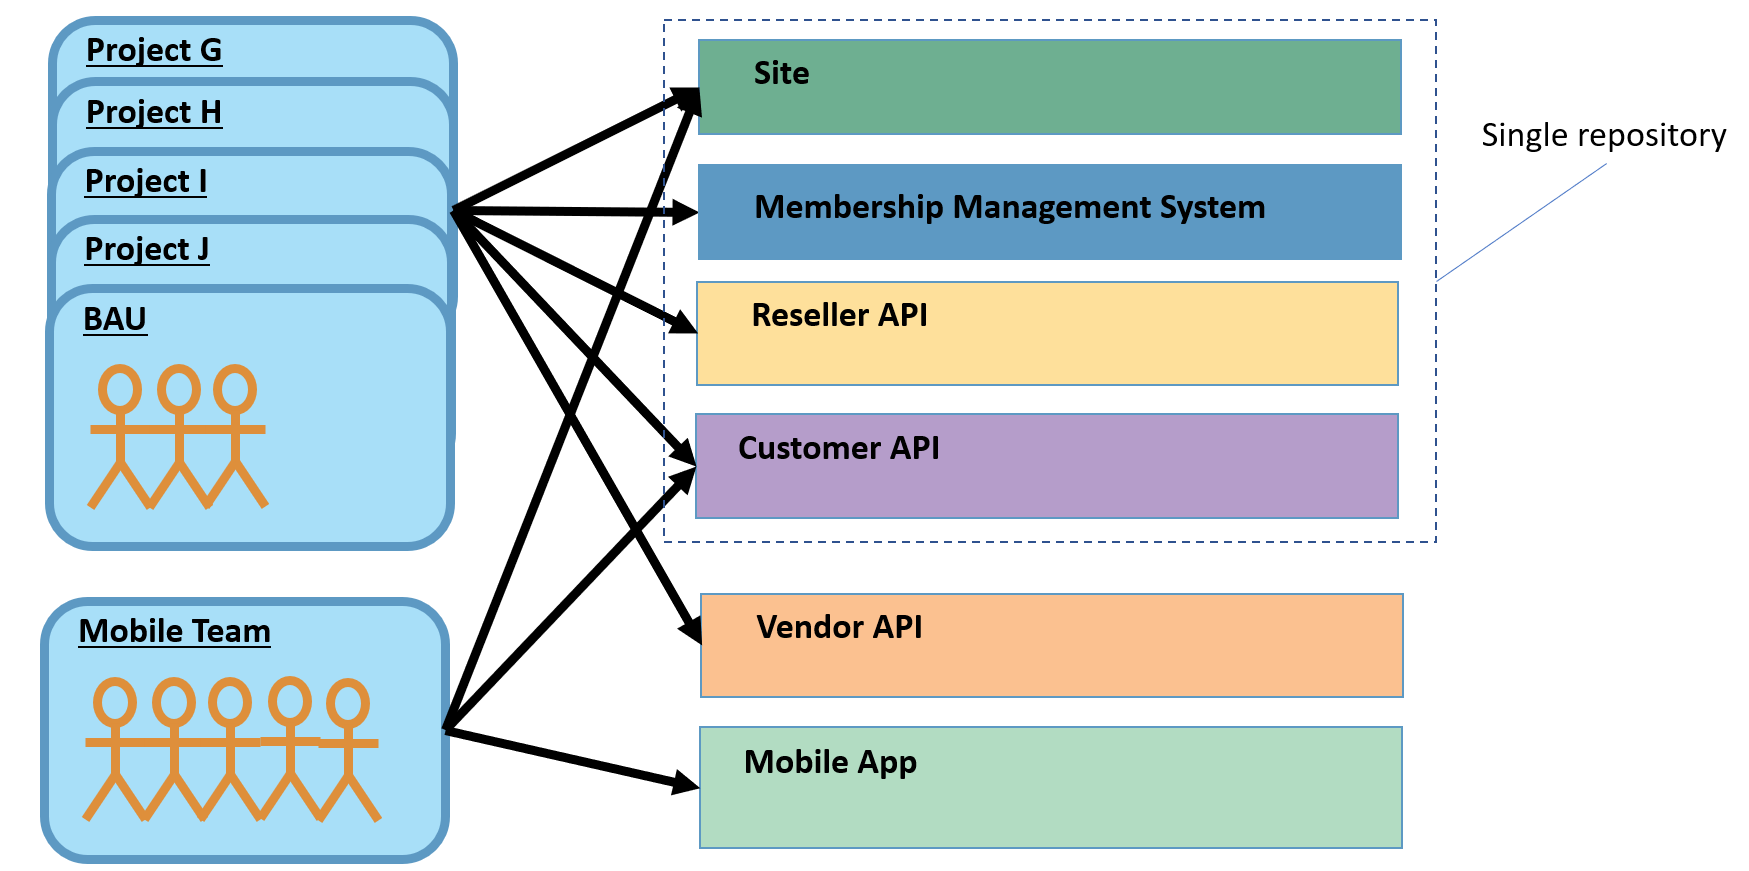 Project G
Project H
Project I
Project J
BAU
Mobile Team
Site
Membership Management System
Reseller API
Customer API
Vendor API
Mobile App
Single repository